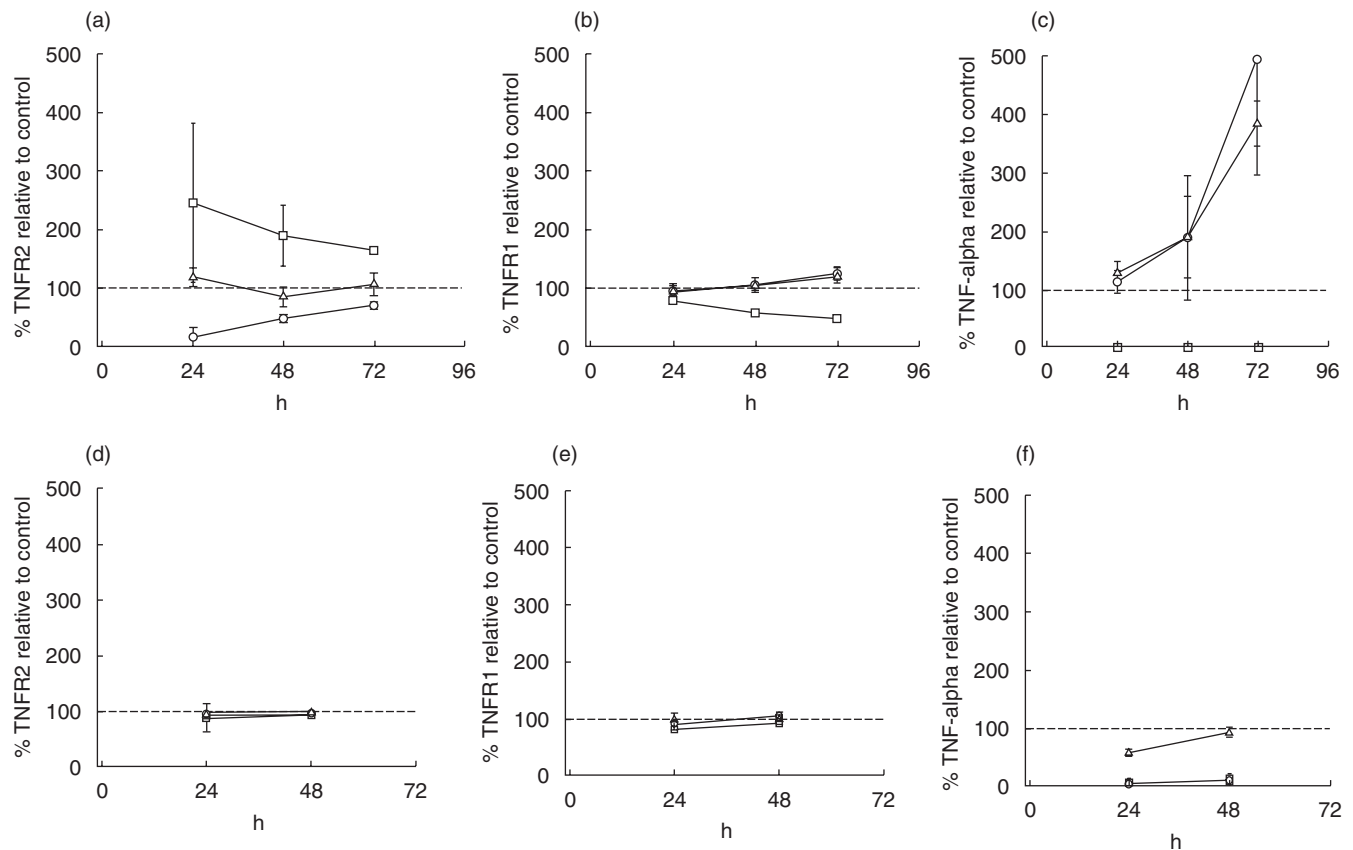 (a)
% TNFR2 relative to control
500
400
300
200
100
0
0 24 48 72 96
h
(b)
% TNFR1 relative to control
500
400
300
200
100
0
0 24 48 72 96
h
(c)
% TNF-alpha relative to control
500
400
300
200
100
0
0 24 48 72 96
h
(d)
% TNFR2 relative to control
500
400
300
200
100
0
0 24 48 72
h
(e)
% TNFR1 relative to control
500
400
300
200
100
0
0 24 48 72
h
(f)
% TNF-alpha relative to control
500
400
300
200
100
0
0 24 48 72
h